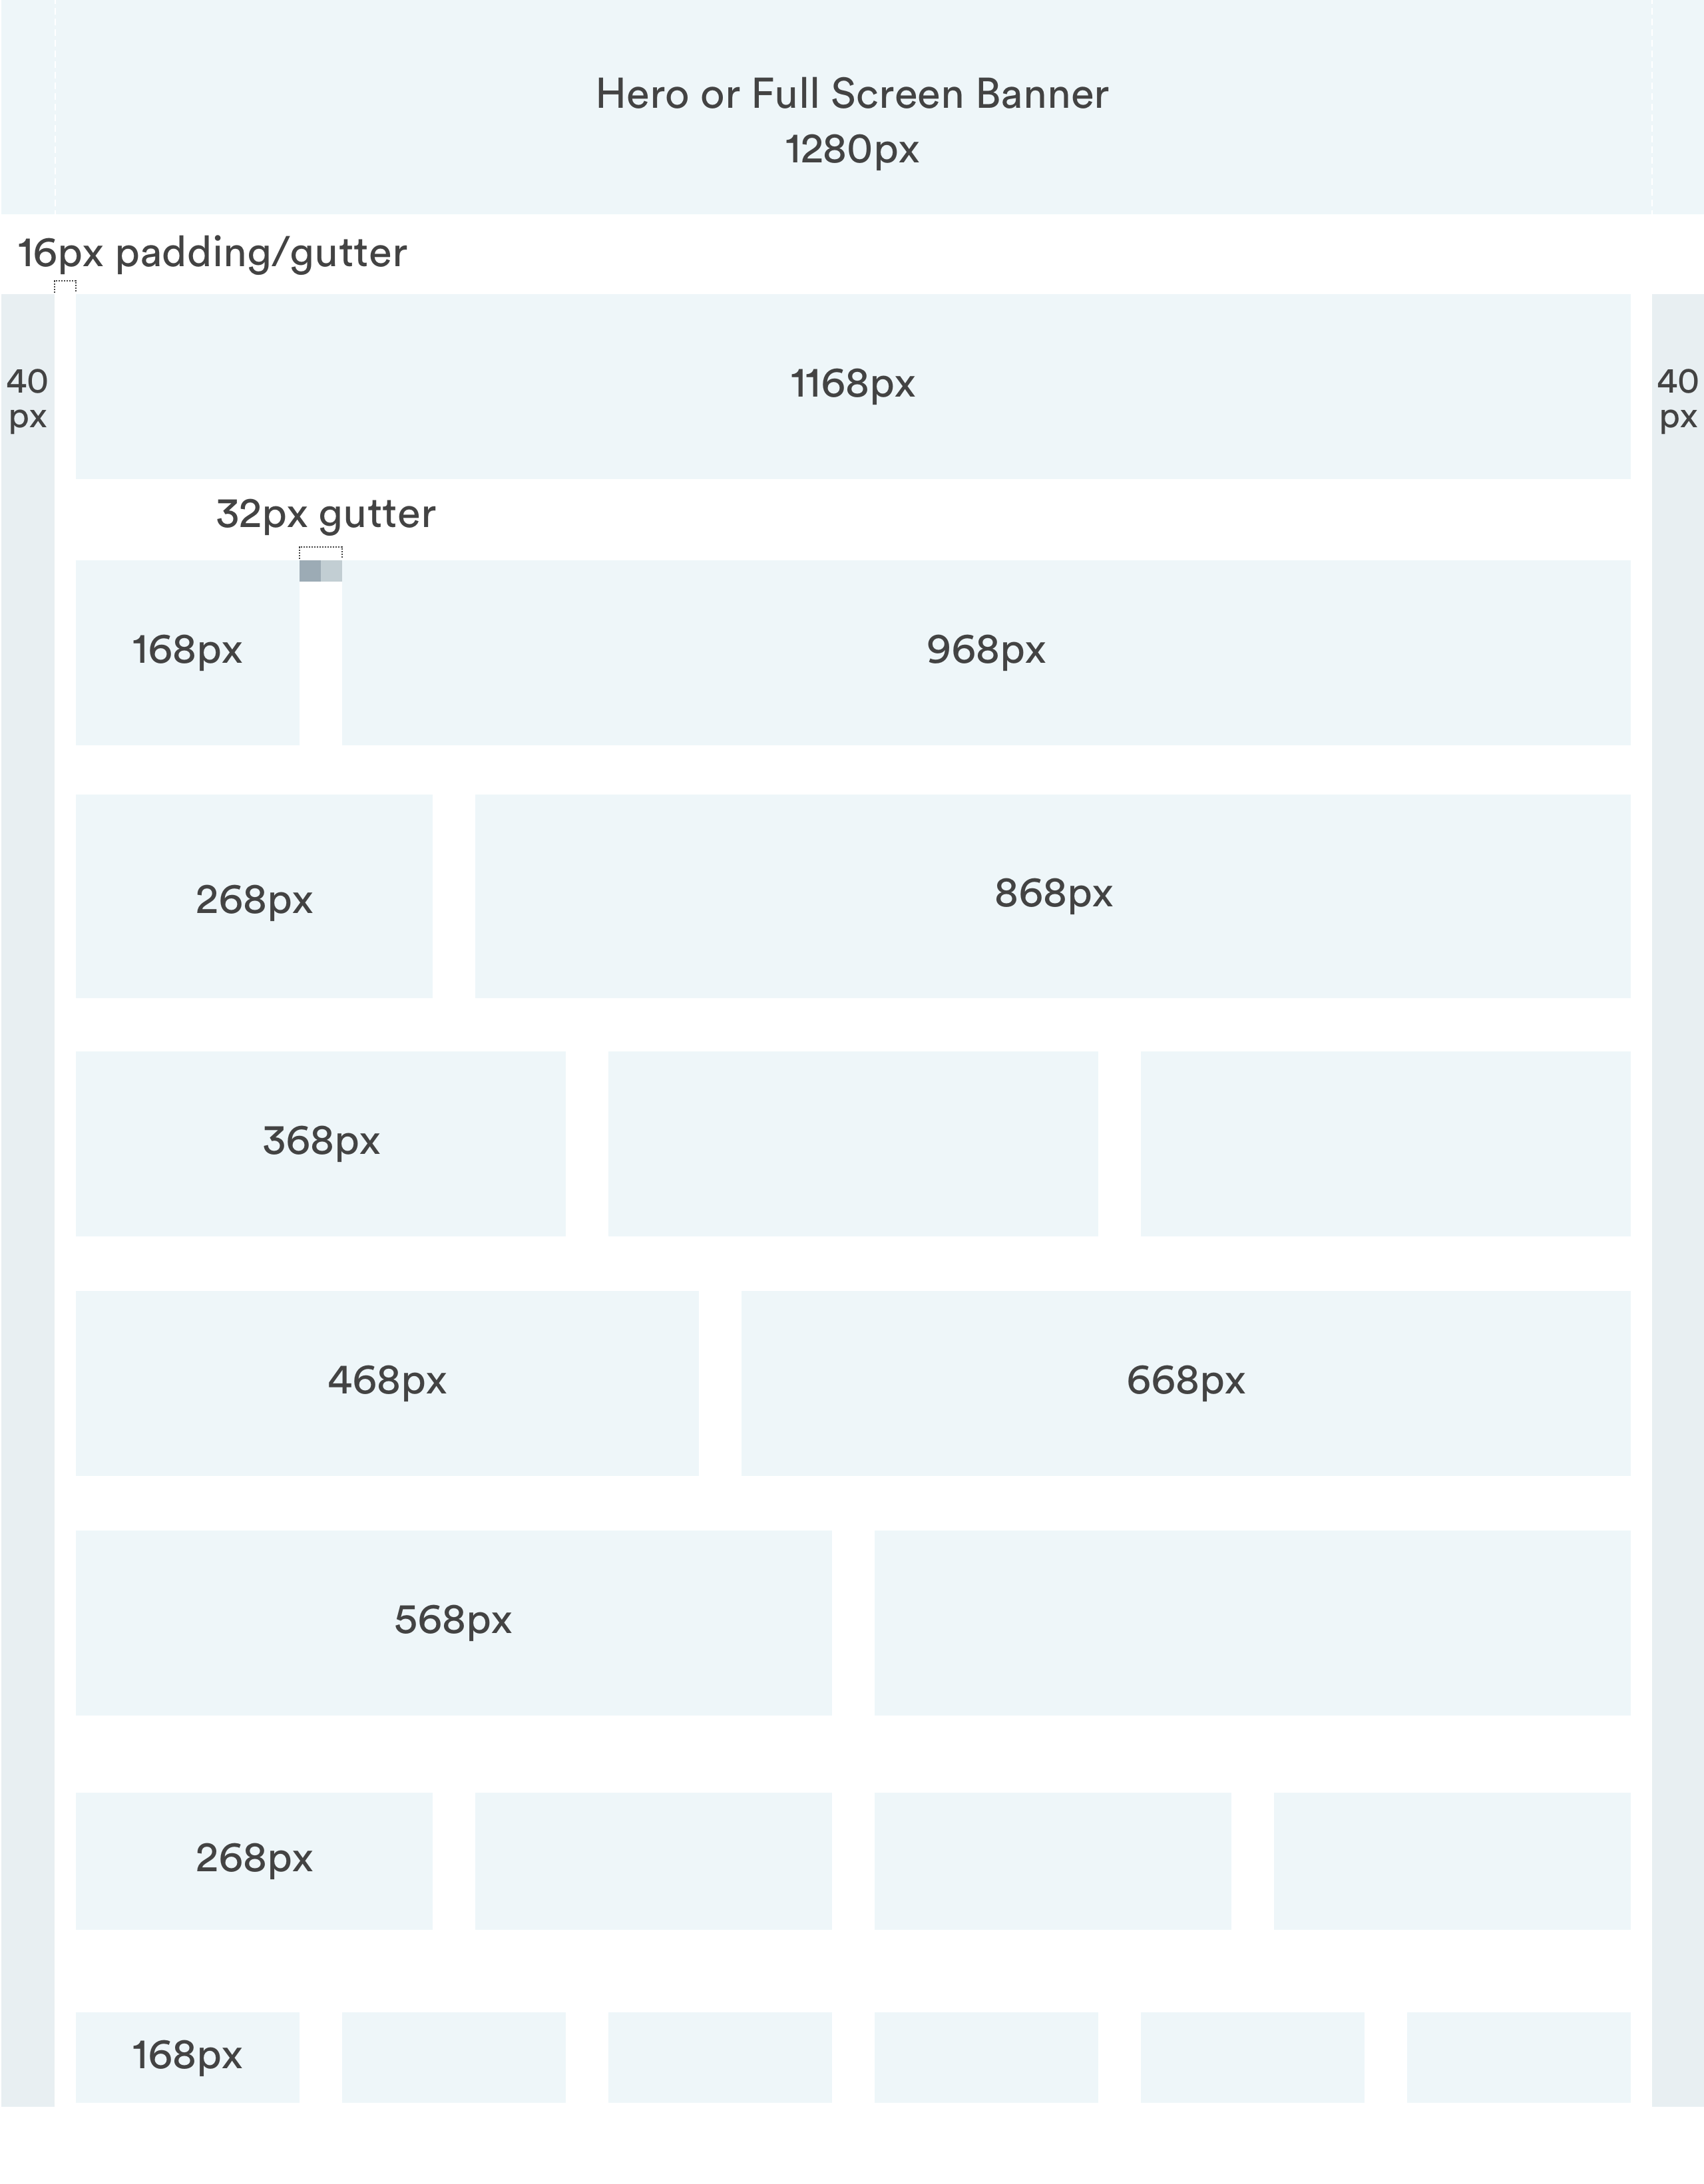 Hero or Full Screen Banner
1280px
16px padding/gutter
40
px
1168px
40
px
32px gutter
168px
968px
268px
868px
368px
468px
668px
568px
268px
168px